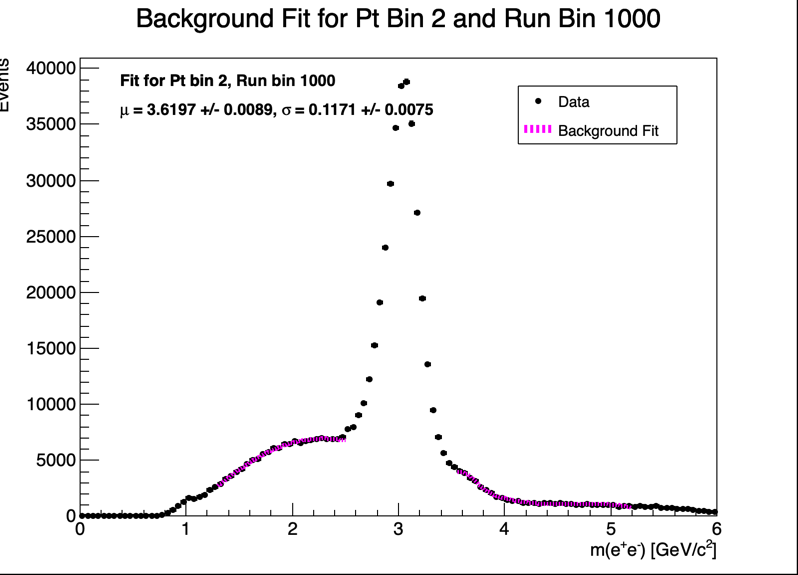 Background Fit for Pt Bin 2 and Run Bin 1000
Events
40000
35000
30000
25000
20000
15000
10000
5000
0
Fit for Pt bin 2, Run bin 1000
μ = 3.6197 +/- 0.0089, σ = 0.1171 +/- 0.0075
Data
Background Fit
0 1 2 3 4 5 6
m(e⁺e⁻) [GeV/c²]